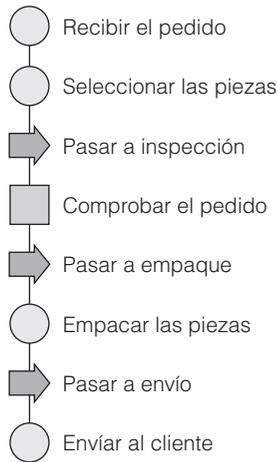 Recibir el pedido
Seleccionar las piezas
Pasar a inspección
Comprobar el pedido
Pasar a empaque
Empacar las piezas
Pasar a envío
Envíar al cliente